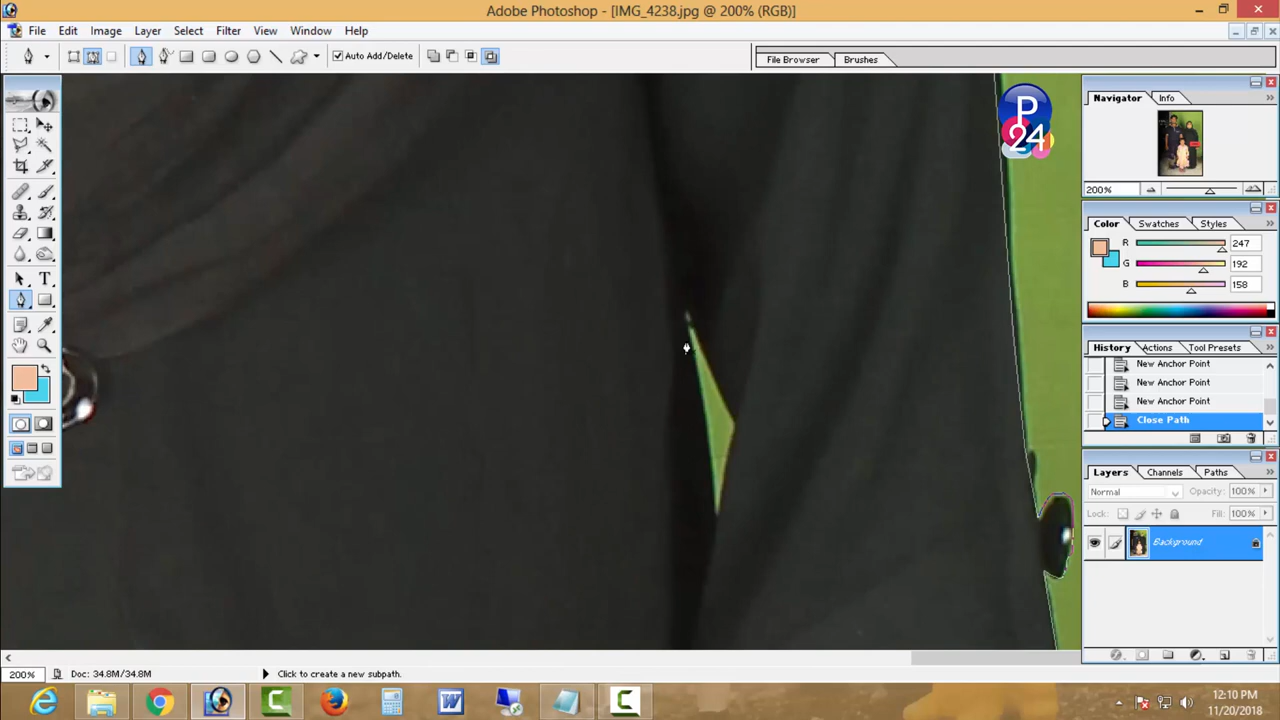 Adobe Photoshop - [IMG_4238.jpg @ 200% (RGB)]
File Edit Image Layer Select Filter View Window Help
Auto Add/Delete
File Browser Brushes
P
24
Navigator Info
200%
Color Swatches Styles
R 247
G 192
B 158
History Actions Tool Presets
New Anchor Point
New Anchor Point
New Anchor Point
Close Path
Layers Channels Paths
Normal Opacity: 100%
Lock: Fill: 100%
Background
200% Doc: 34.8M/34.8M Click to create a new subpath.
12:10 PM
11/20/2018